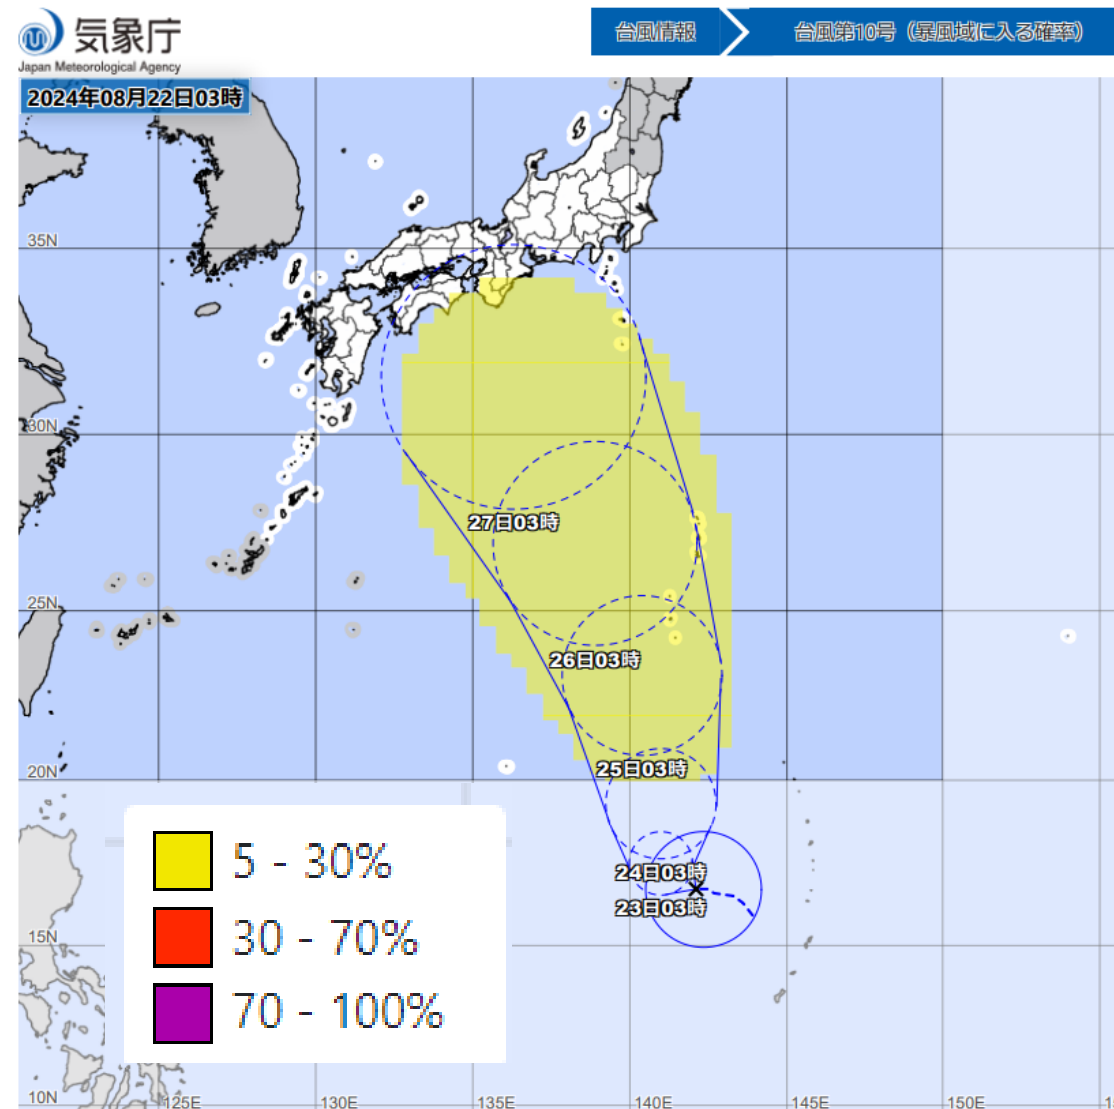 気象庁
Japan Meteorological Agency
台風情報
台風第10号（暴風域に入る確率）
2024年08月22日03時
35N
30N
27日03時
25N
26日03時
25日03時
20N
24日03時
23日03時
5 - 30%
30 - 70%
70 - 100%
15N
10N
125E
130E
135E
140E
145E
150E